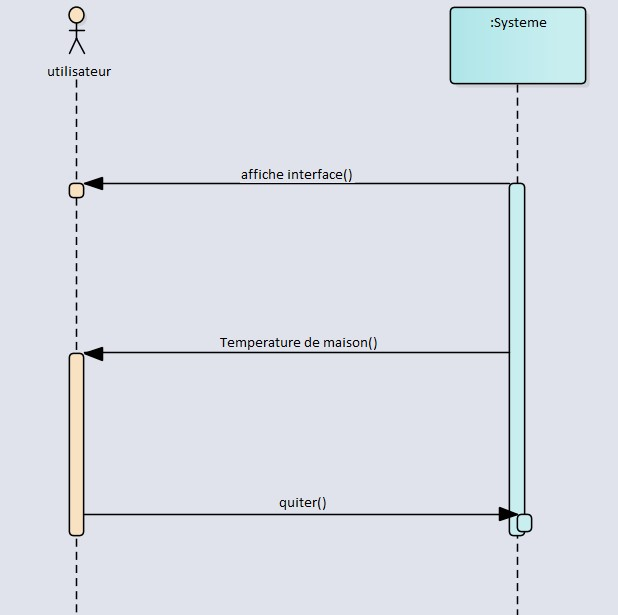 utilisateur
:Systeme
affiche interface()
Temperature de maison()
quiter()